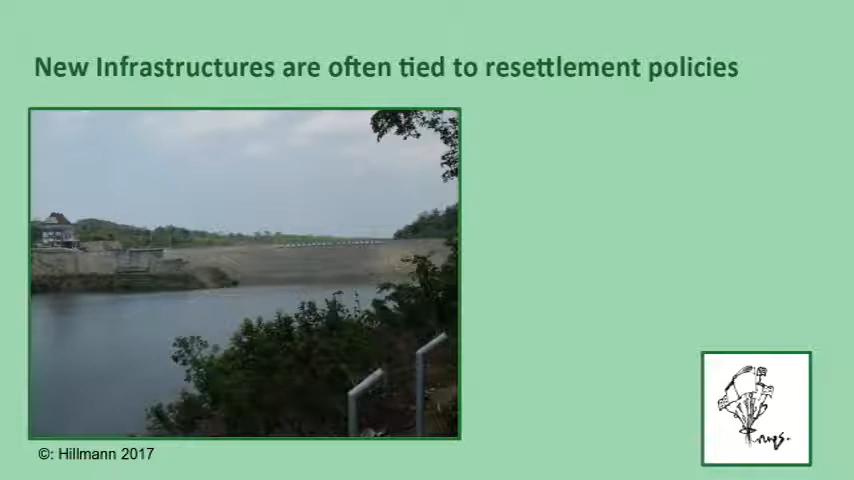 New Infrastructures are often tied to resettlement policies
©: Hillmann 2017